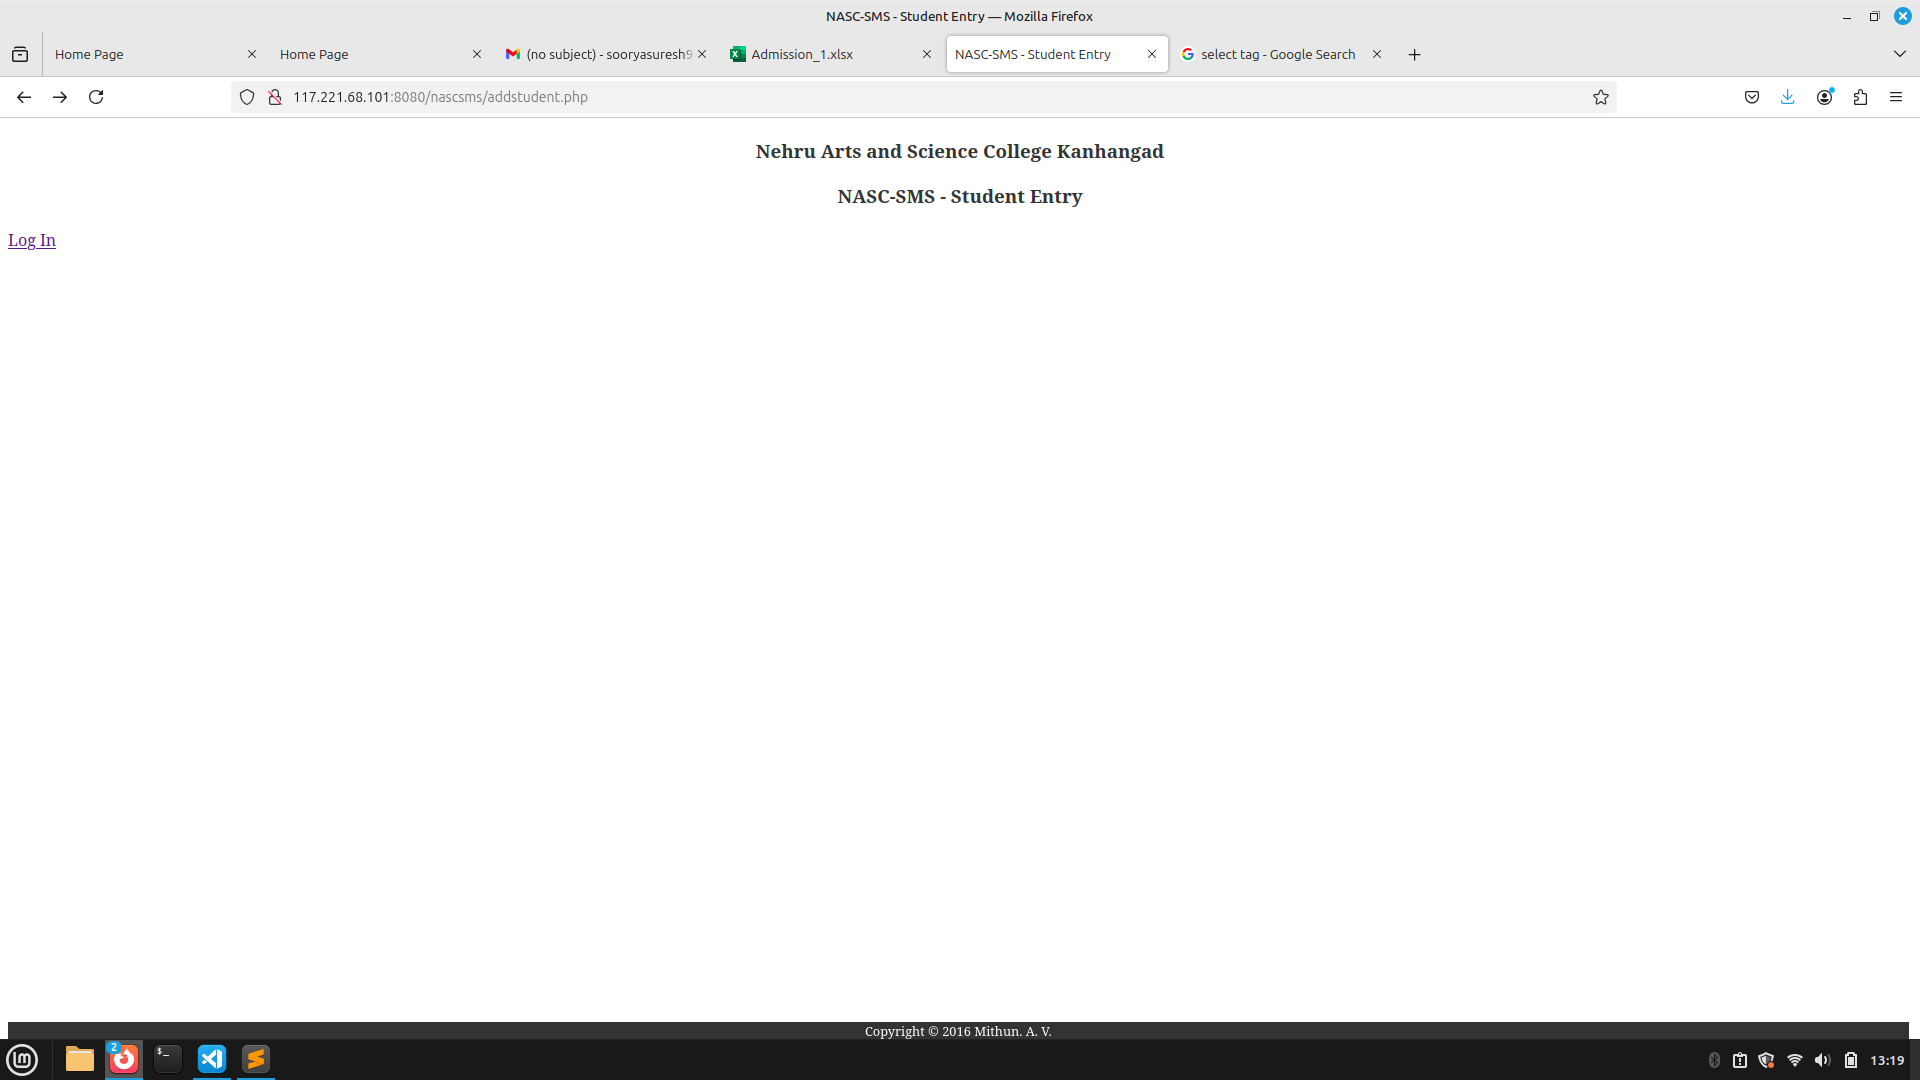 NASC-SMS - Student Entry — Mozilla Firefox
Home Page
Home Page
(no subject) - sooryasuresh9
Admission_1.xlsx
NASC-SMS - Student Entry
select tag - Google Search
117.221.68.101:8080/nascsms/addstudent.php
Nehru Arts and Science College Kanhangad
NASC-SMS - Student Entry
Log In
Copyright © 2016 Mithun. A. V.
2
$_
13:19